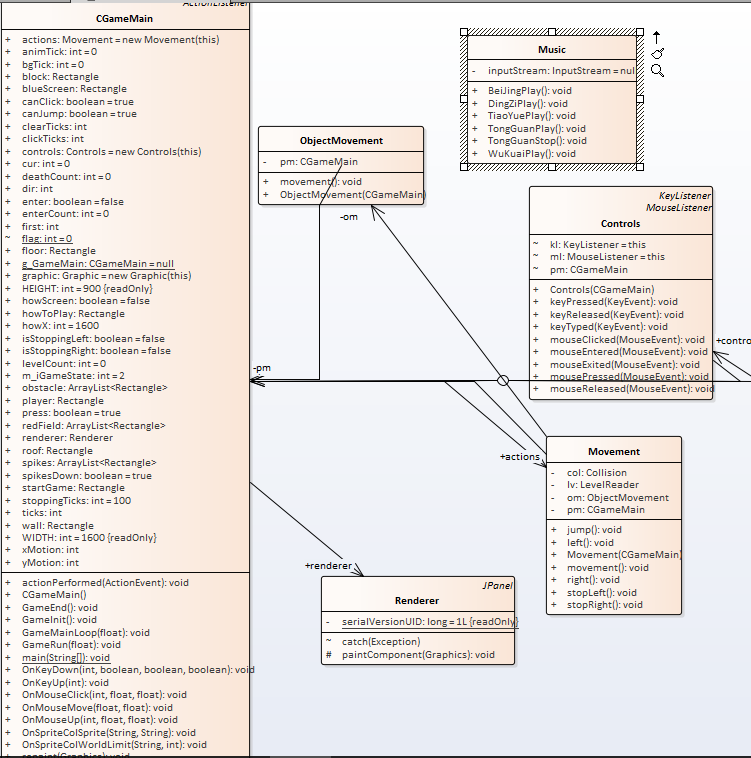 ActionListener
CGameMain
+ actions: Movement = new Movement(this)
+ animTick: int = 0
+ bgTick: int = 0
+ block: Rectangle
+ blueScreen: Rectangle
+ canClick: boolean = true
+ canJump: boolean = true
+ clearTicks: int
+ clickTicks: int
+ controls: Controls = new Controls(this)
+ cur: int = 0
+ deathCount: int = 0
+ dir: int
+ enter: boolean = false
+ enterCount: int = 0
+ first: int
~ flag: int = 0
+ floor: Rectangle
+ g_GameMain: CGameMain = null
+ graphic: Graphic = new Graphic(this)
+ HEIGHT: int = 900 {readOnly}
+ howScreen: boolean = false
+ howToPlay: Rectangle
+ howX: int = 1600
+ isStoppingLeft: boolean = false
+ isStoppingRight: boolean = false
+ levelCount: int = 0
+ m_iGameState: int = 2
+ obstacle: ArrayList<Rectangle>
+ player: Rectangle
+ press: boolean = true
+ redField: ArrayList<Rectangle>
+ renderer: Renderer
+ roof: Rectangle
+ spikes: ArrayList<Rectangle>
+ spikesDown: boolean = true
+ startGame: Rectangle
+ stoppingTicks: int = 100
+ ticks: int
+ wall: Rectangle
+ WIDTH: int = 1600 {readOnly}
+ xMotion: int
+ yMotion: int
+ actionPerformed(ActionEvent): void
+ CGameMain()
+ GameEnd(): void
+ GameInit(): void
+ GameMainLoop(float): void
+ GameRun(float): void
+ main(String[]): void
+ OnKeyDown(int, boolean, boolean, boolean): void
+ OnKeyUp(int): void
+ OnMouseClick(int, float, float): void
+ OnMouseMove(float, float): void
+ OnMouseUp(int, float, float): void
+ OnSpriteColSprite(String, String): void
+ OnSpriteColWorldLimit(String, int): void
+ repaint(Graphics): void
ObjectMovement
- pm: CGameMain
+ movement(): void
+ ObjectMovement(CGameMain)
-om
-pm
Music
- inputStream: InputStream = null
+ BeiJingPlay(): void
+ DingZiPlay(): void
+ TiaoYuePlay(): void
+ TongGuanPlay(): void
+ TongGuanStop(): void
+ WuKuaiPlay(): void
KeyListener
MouseListener
Controls
~ kl: KeyListener = this
~ ml: MouseListener = this
~ pm: CGameMain
+ Controls(CGameMain)
+ keyPressed(KeyEvent): void
+ keyReleased(KeyEvent): void
+ keyTyped(KeyEvent): void
+ mouseClicked(MouseEvent): void
+ mouseEntered(MouseEvent): void
+ mouseExited(MouseEvent): void
+ mousePressed(MouseEvent): void
+ mouseReleased(MouseEvent): void
+contro
+actions
Movement
- col: Collision
- lv: LevelReader
- om: ObjectMovement
- pm: CGameMain
+ jump(): void
+ left(): void
+ Movement(CGameMain)
+ movement(): void
+ right(): void
+ stopLeft(): void
+ stopRight(): void
+renderer
JPanel
Renderer
- serialVersionUID: long = 1L {readOnly}
~ catch(Exception)
# paintComponent(Graphics): void